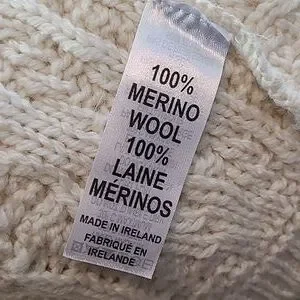 100%
MERINO
WOOL
100%
LAINE
MÉRINOS
MADE IN IRELAND
FABRIQUÉ EN
IRELANDE